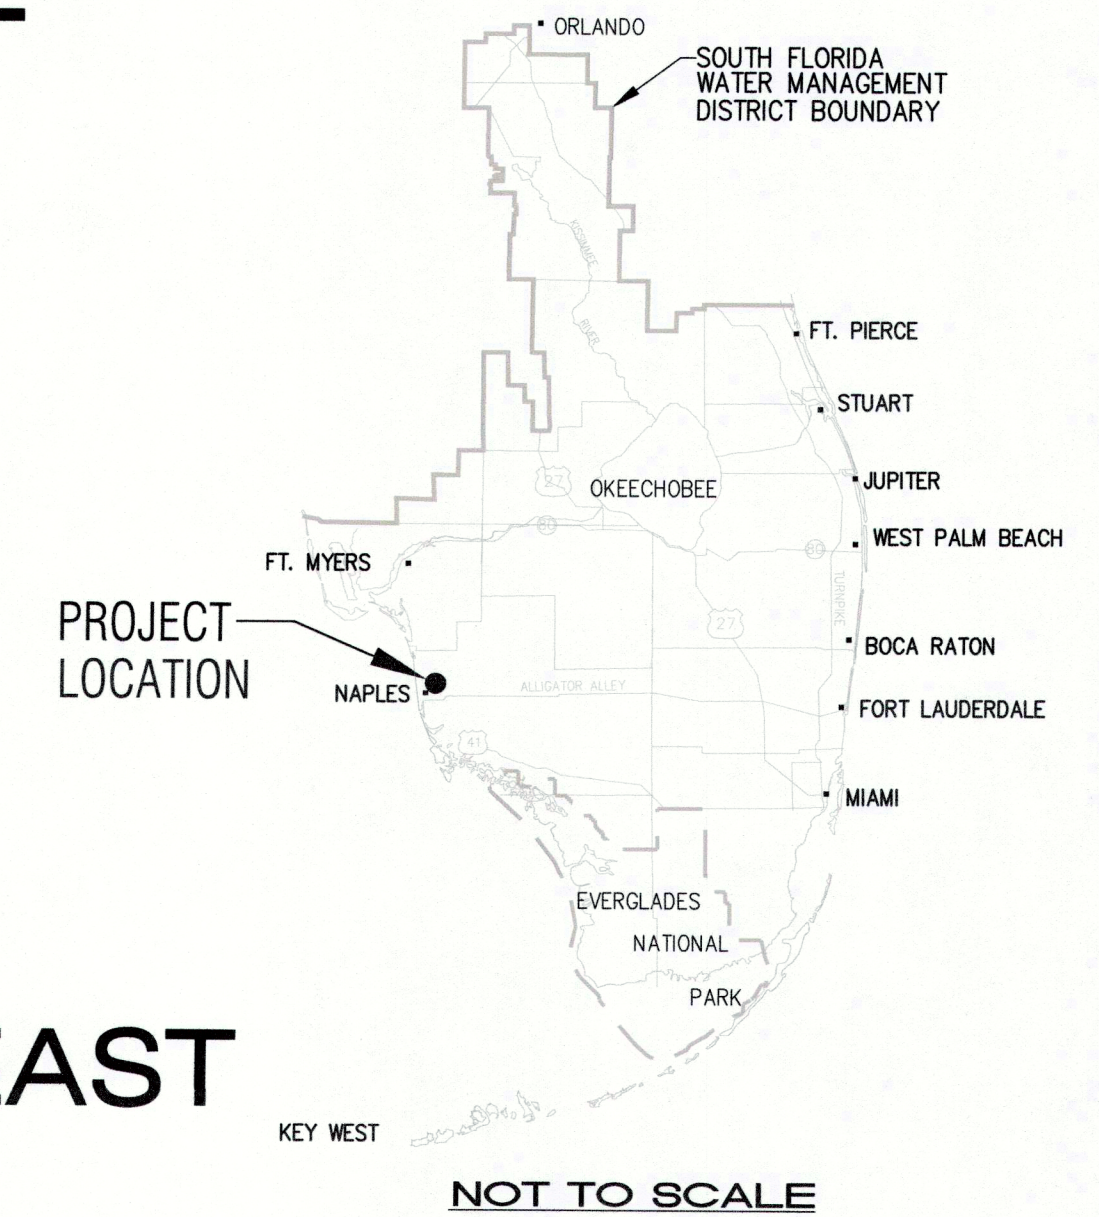 ORLANDO
SOUTH FLORIDA
WATER MANAGEMENT
DISTRICT BOUNDARY
KISSIMMEE
RIVER
FT. PIERCE
STUART
JUPITER
27
OKEECHOBEE
80
WEST PALM BEACH
80
FT. MYERS
TURNPIKE
PROJECT
LOCATION
27
BOCA RATON
ALLIGATOR ALLEY
NAPLES
FORT LAUDERDALE
41
MIAMI
EVERGLADES
NATIONAL
PARK
EAST
KEY WEST
NOT TO SCALE